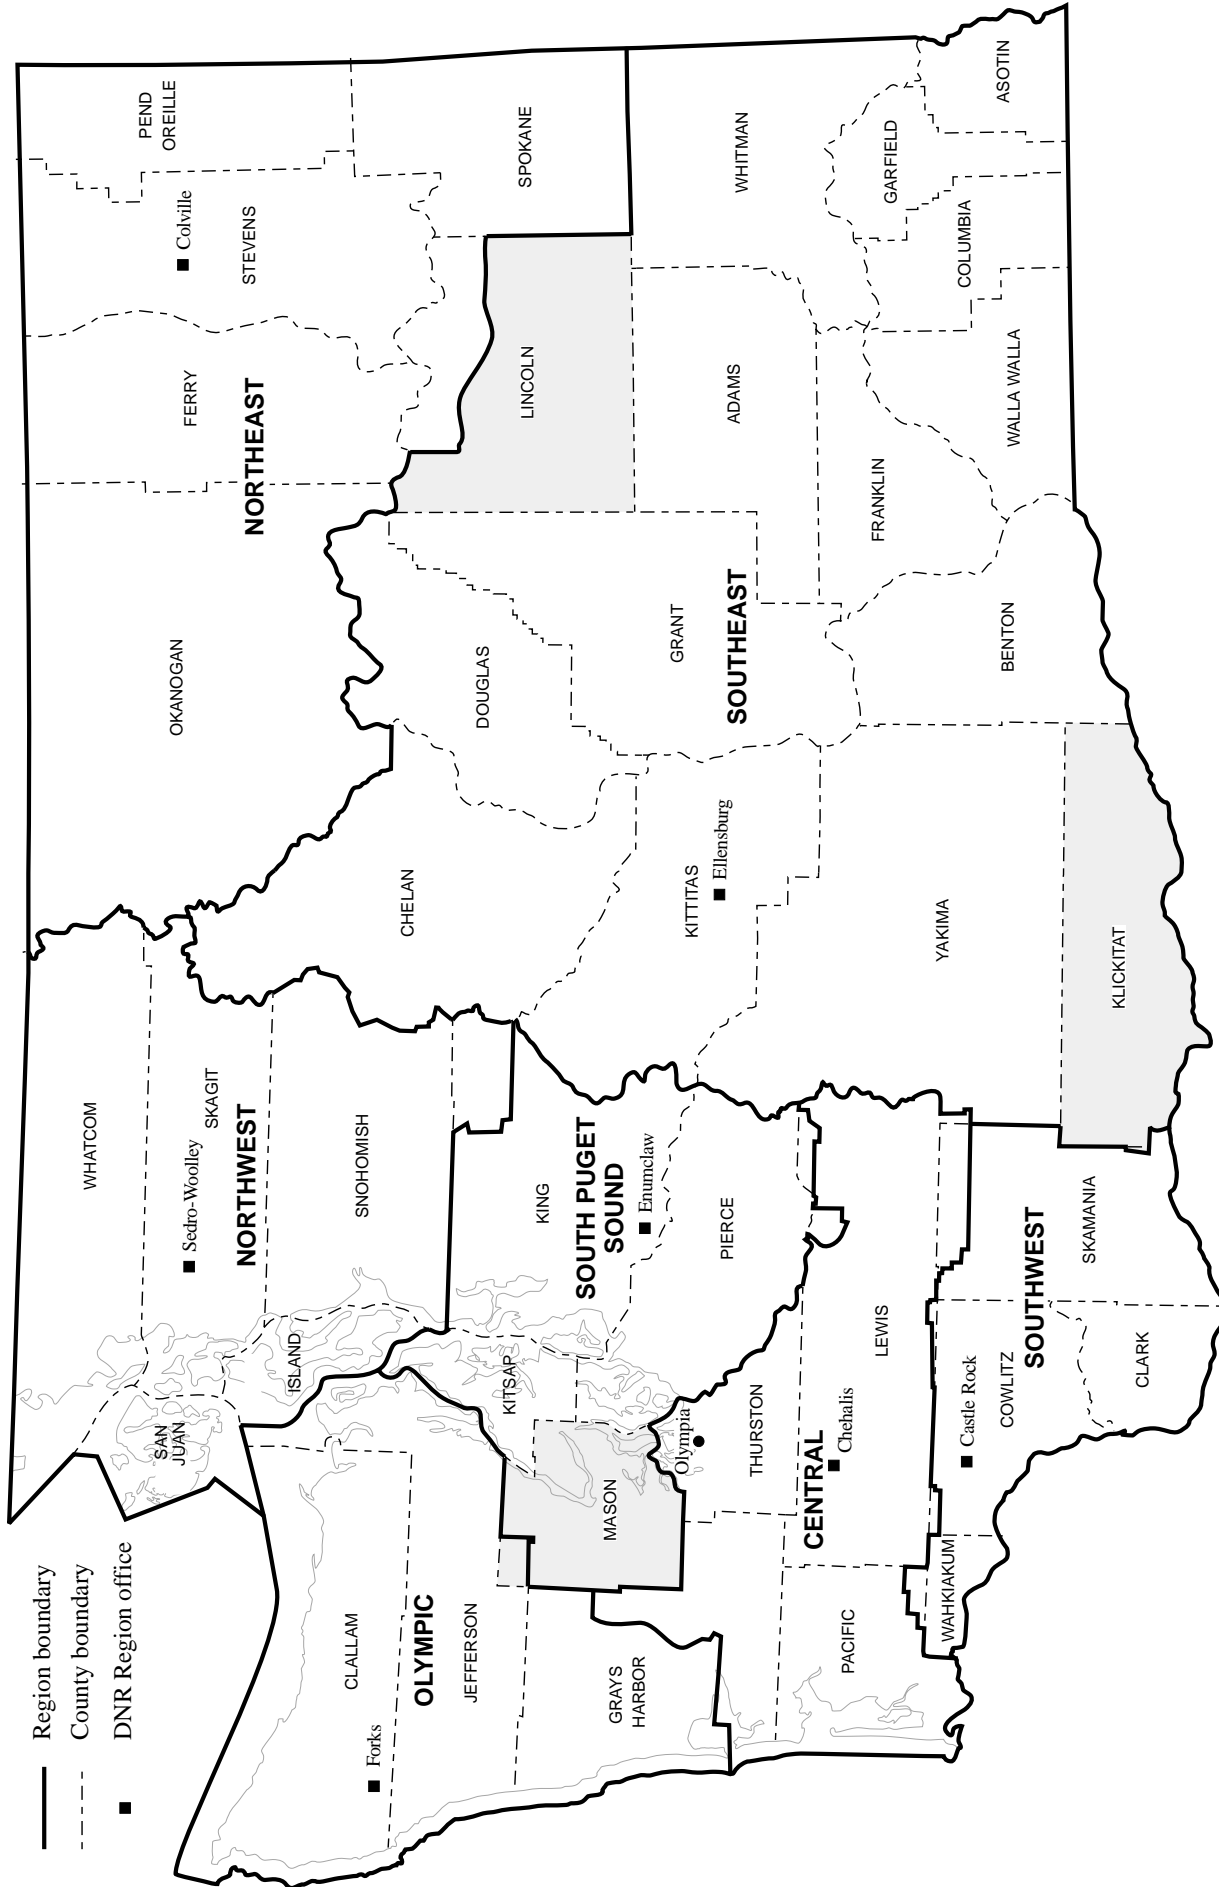 Region boundary
County boundary
DNR Region office
WHATCOM
SAN
JUAN
SKAGIT
Sedro-Woolley
NORTHWEST
ISLAND
SNOHOMISH
OKANOGAN
FERRY
NORTHEAST
STEVENS
Colville
PEND
OREILLE
SPOKANE
LINCOLN
CHELAN
DOUGLAS
GRANT
SOUTHEAST
KITTITAS
Ellensburg
ADAMS
WHITMAN
FRANKLIN
GARFIELD
COLUMBIA
ASOTIN
WALLA WALLA
BENTON
YAKIMA
KLICKITAT
CLALLAM
Forks
OLYMPIC
JEFFERSON
GRAYS
HARBOR
MASON
KITSAP
KING
SOUTH PUGET
SOUND
Enumclaw
PIERCE
Olympia
THURSTON
CENTRAL
Chehalis
LEWIS
PACIFIC
WAHKIAKUM
Castle Rock
COWLITZ
SOUTHWEST
SKAMANIA
CLARK